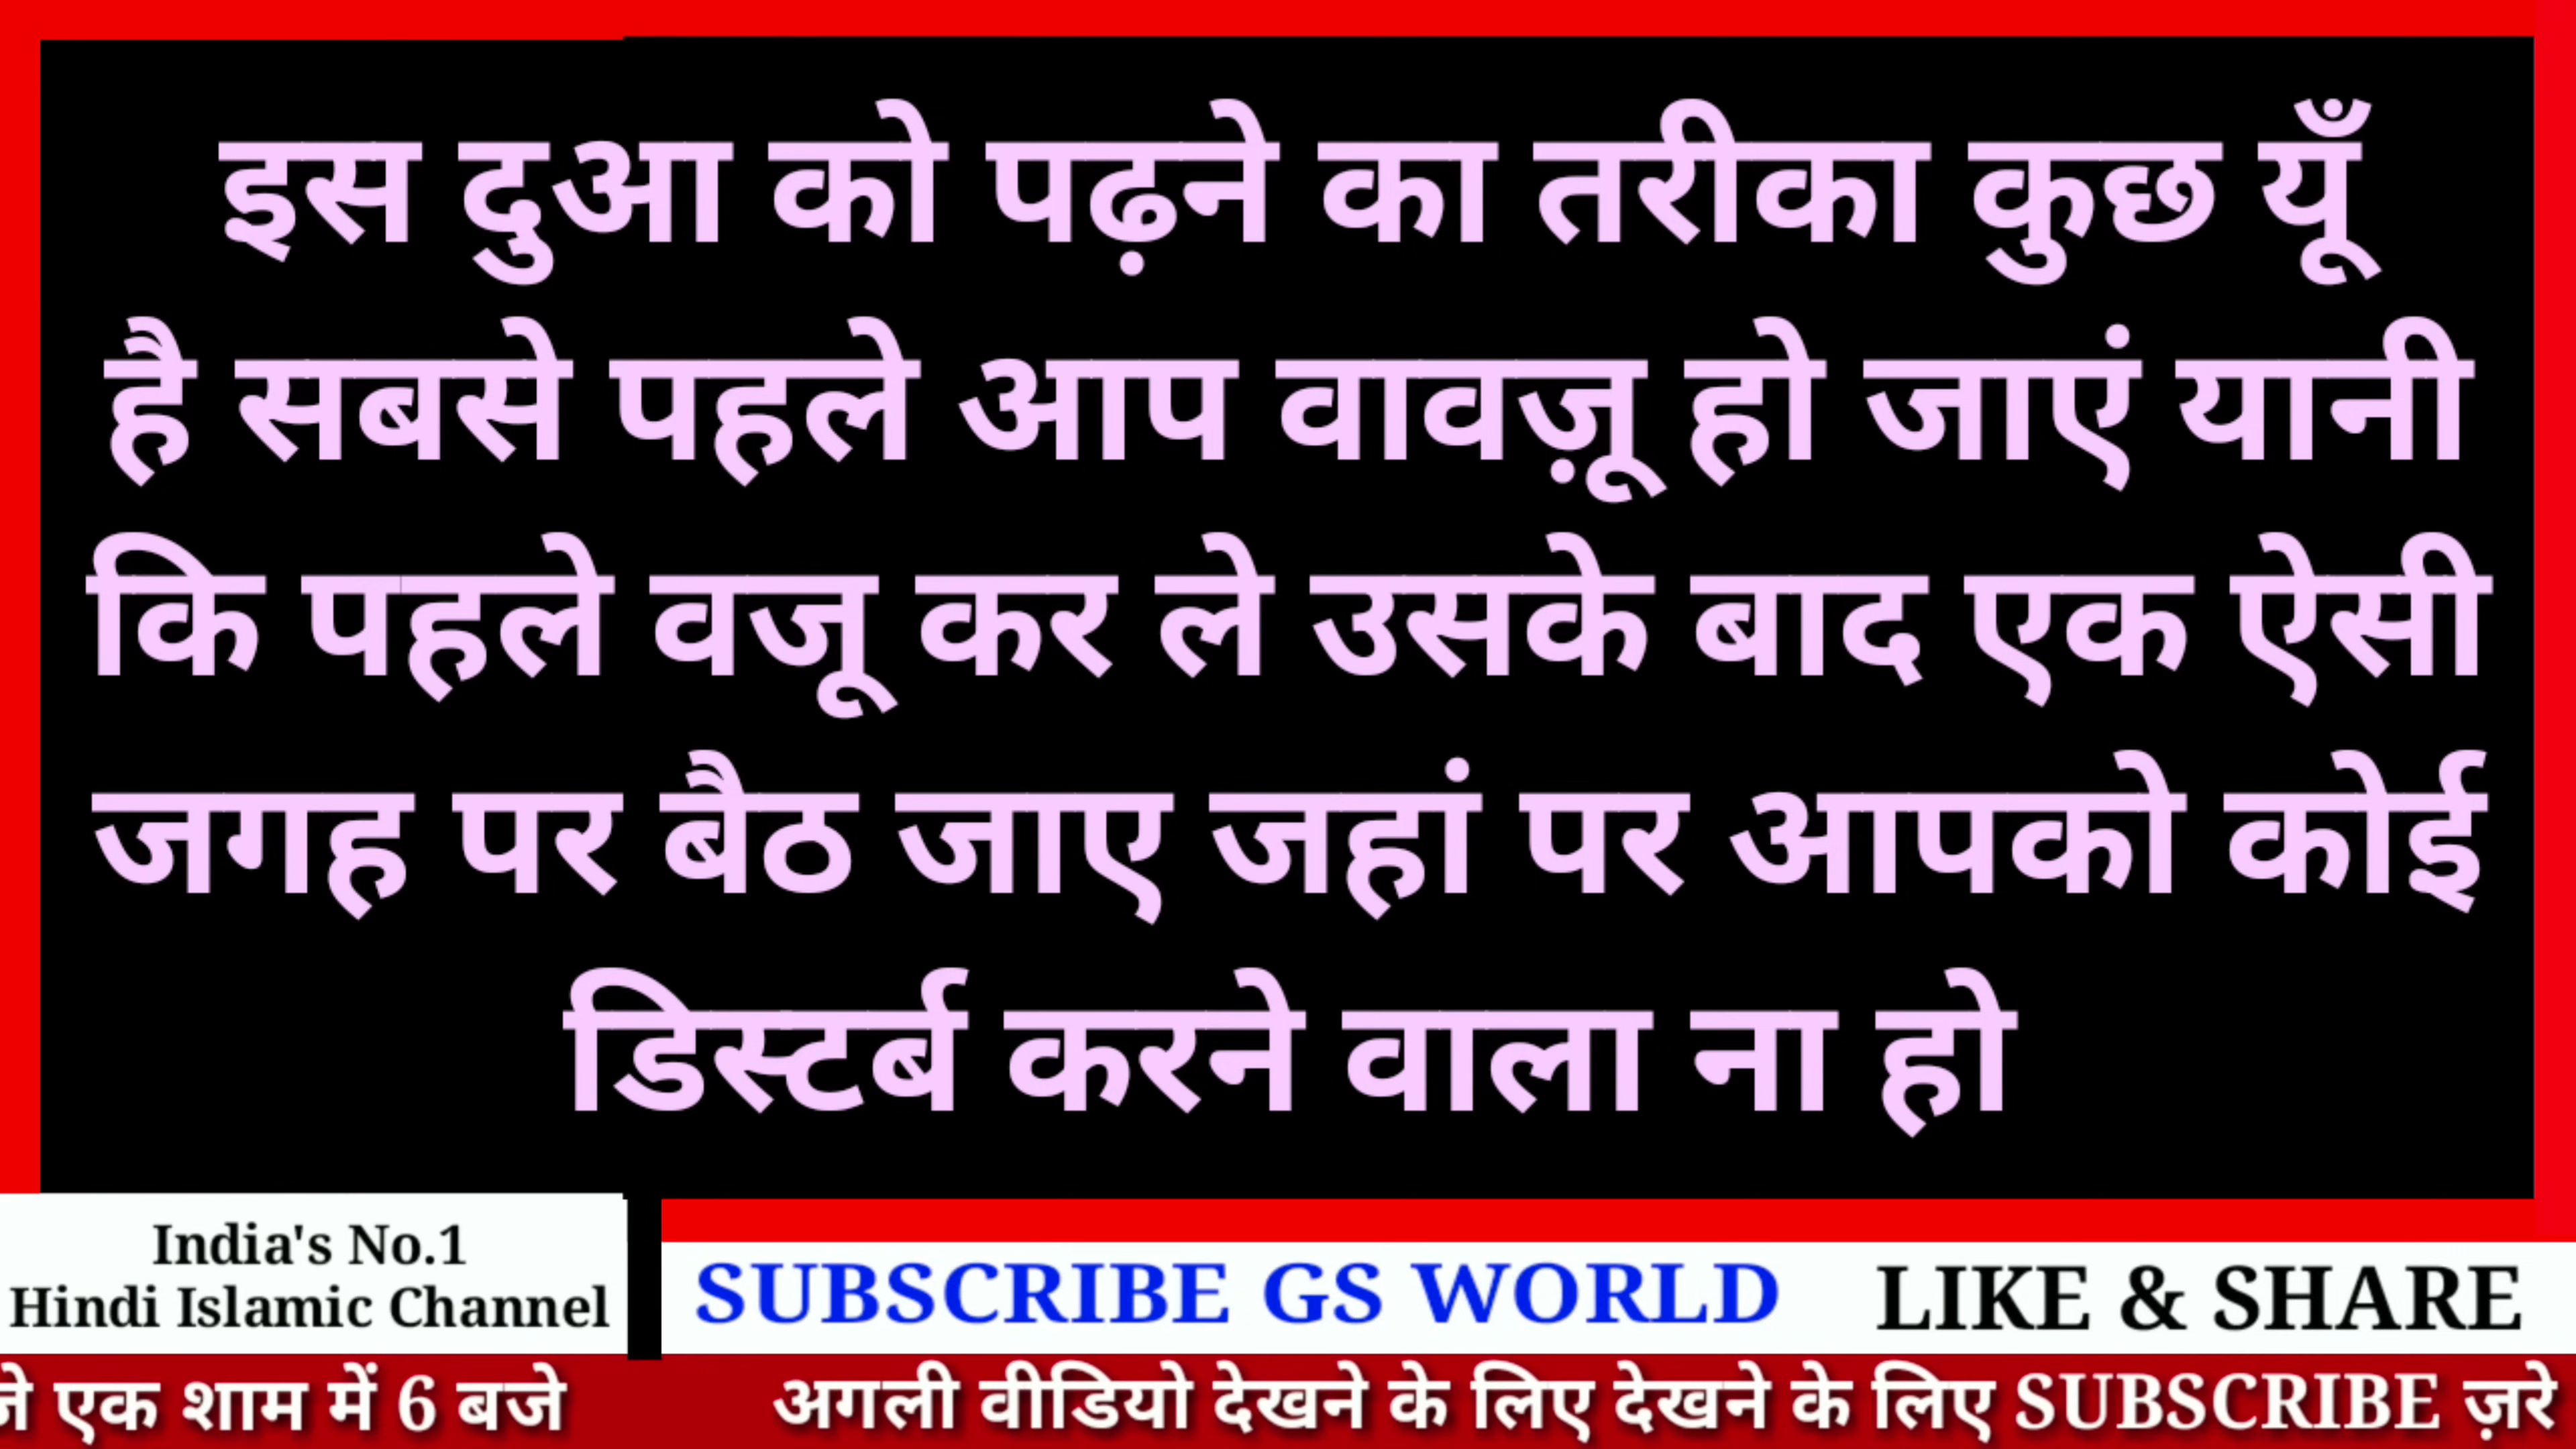 इस दुआ को पढ़ने का तरीका कुछ यूँ
है सबसे पहले आप वावज़ू हो जाएं यानी
कि पहले वजू कर ले उसके बाद एक ऐसी
जगह पर बैठ जाए जहां पर आपको कोई
डिस्टर्ब करने वाला ना हो
India's No.1
Hindi Islamic Channel
SUBSCRIBE GS WORLD
LIKE & SHARE
एक शाम में 6 बजे अगली वीडियो देखने के लिए देखने के लिए SUBSCRIBE ज़रे